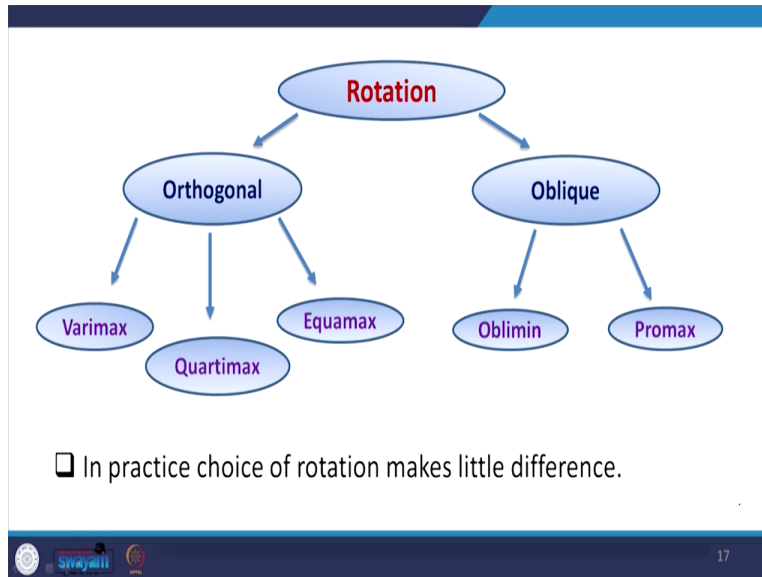 Rotation
Orthogonal
Oblique
Varimax
Quartimax
Equamax
Oblimin
Promax
In practice choice of rotation makes little difference.
swayam
17